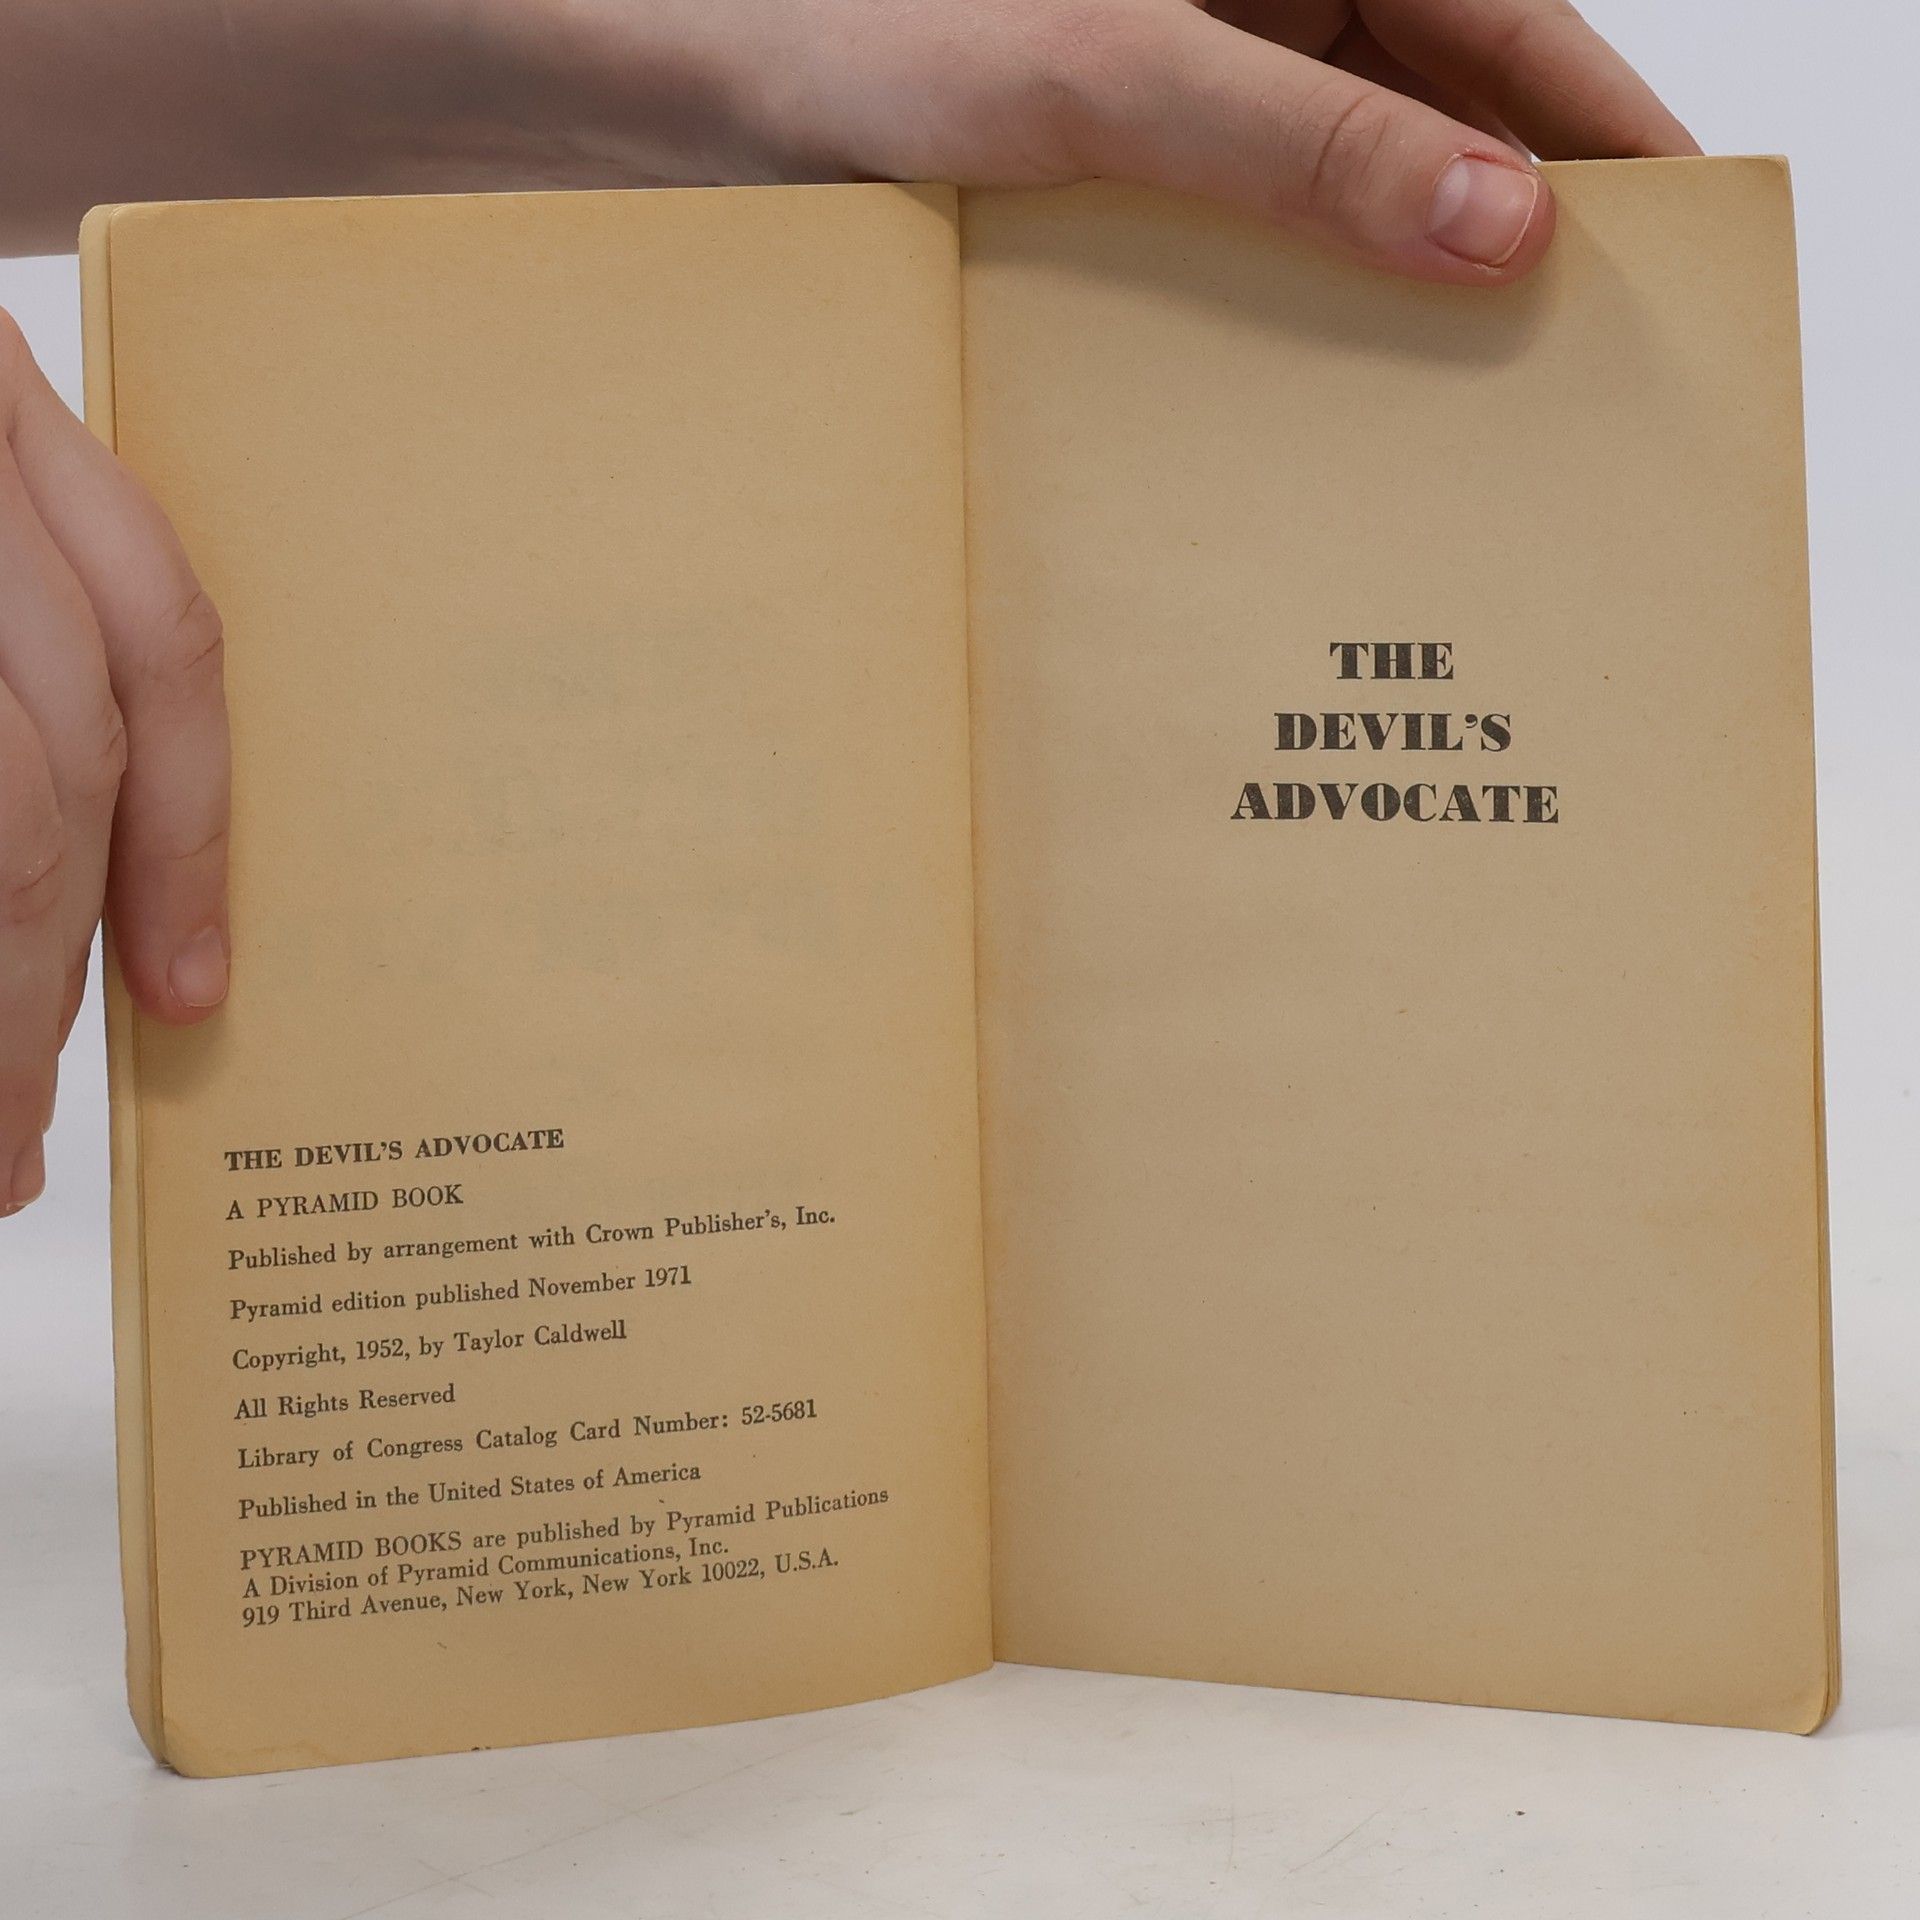 THE DEVIL'S ADVOCATE
A PYRAMID BOOK
Published by arrangement with Crown Publisher's, Inc.
Pyramid edition published November 1971
Copyright, 1952, by Taylor Caldwell
All Rights Reserved
Library of Congress Catalog Card Number: 52-5681
Published in the United States of America
PYRAMID BOOKS are published by Pyramid Publications
A Division of Pyramid Communications, Inc.
919 Third Avenue, New York, New York 10022, U.S.A.
THE
DEVIL'S
ADVOCATE